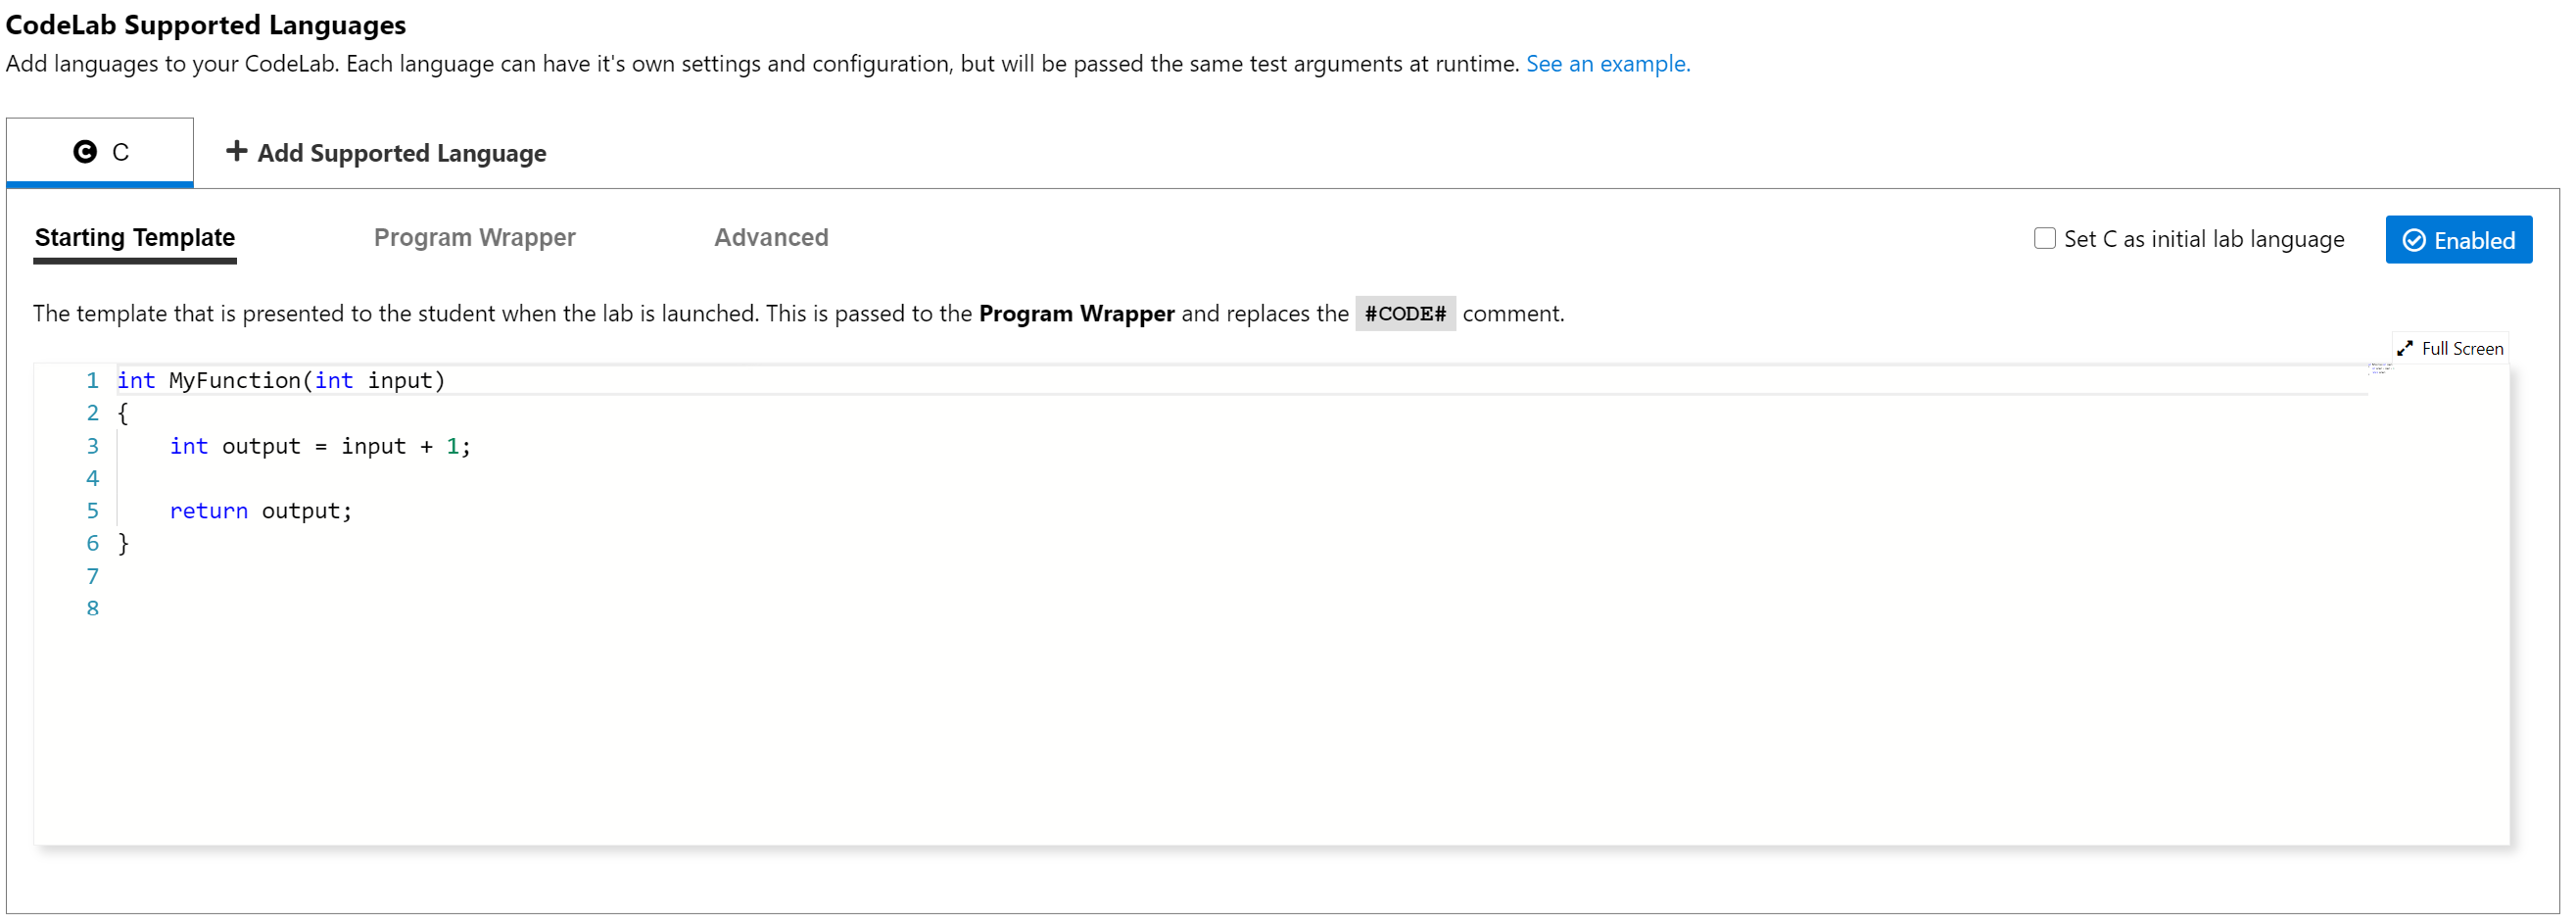 CodeLab Supported Languages
Add languages to your CodeLab. Each language can have it's own settings and configuration, but will be passed the same test arguments at runtime. See an example.
C
Add Supported Language
Starting Template
Program Wrapper
Advanced
Set C as initial lab language
Enabled
The template that is presented to the student when the lab is launched. This is passed to the Program Wrapper and replaces the #CODE# comment.
Full Screen
1 int MyFunction(int input)
2 {
3     int output = input + 1;
4
5     return output;
6 }
7
8